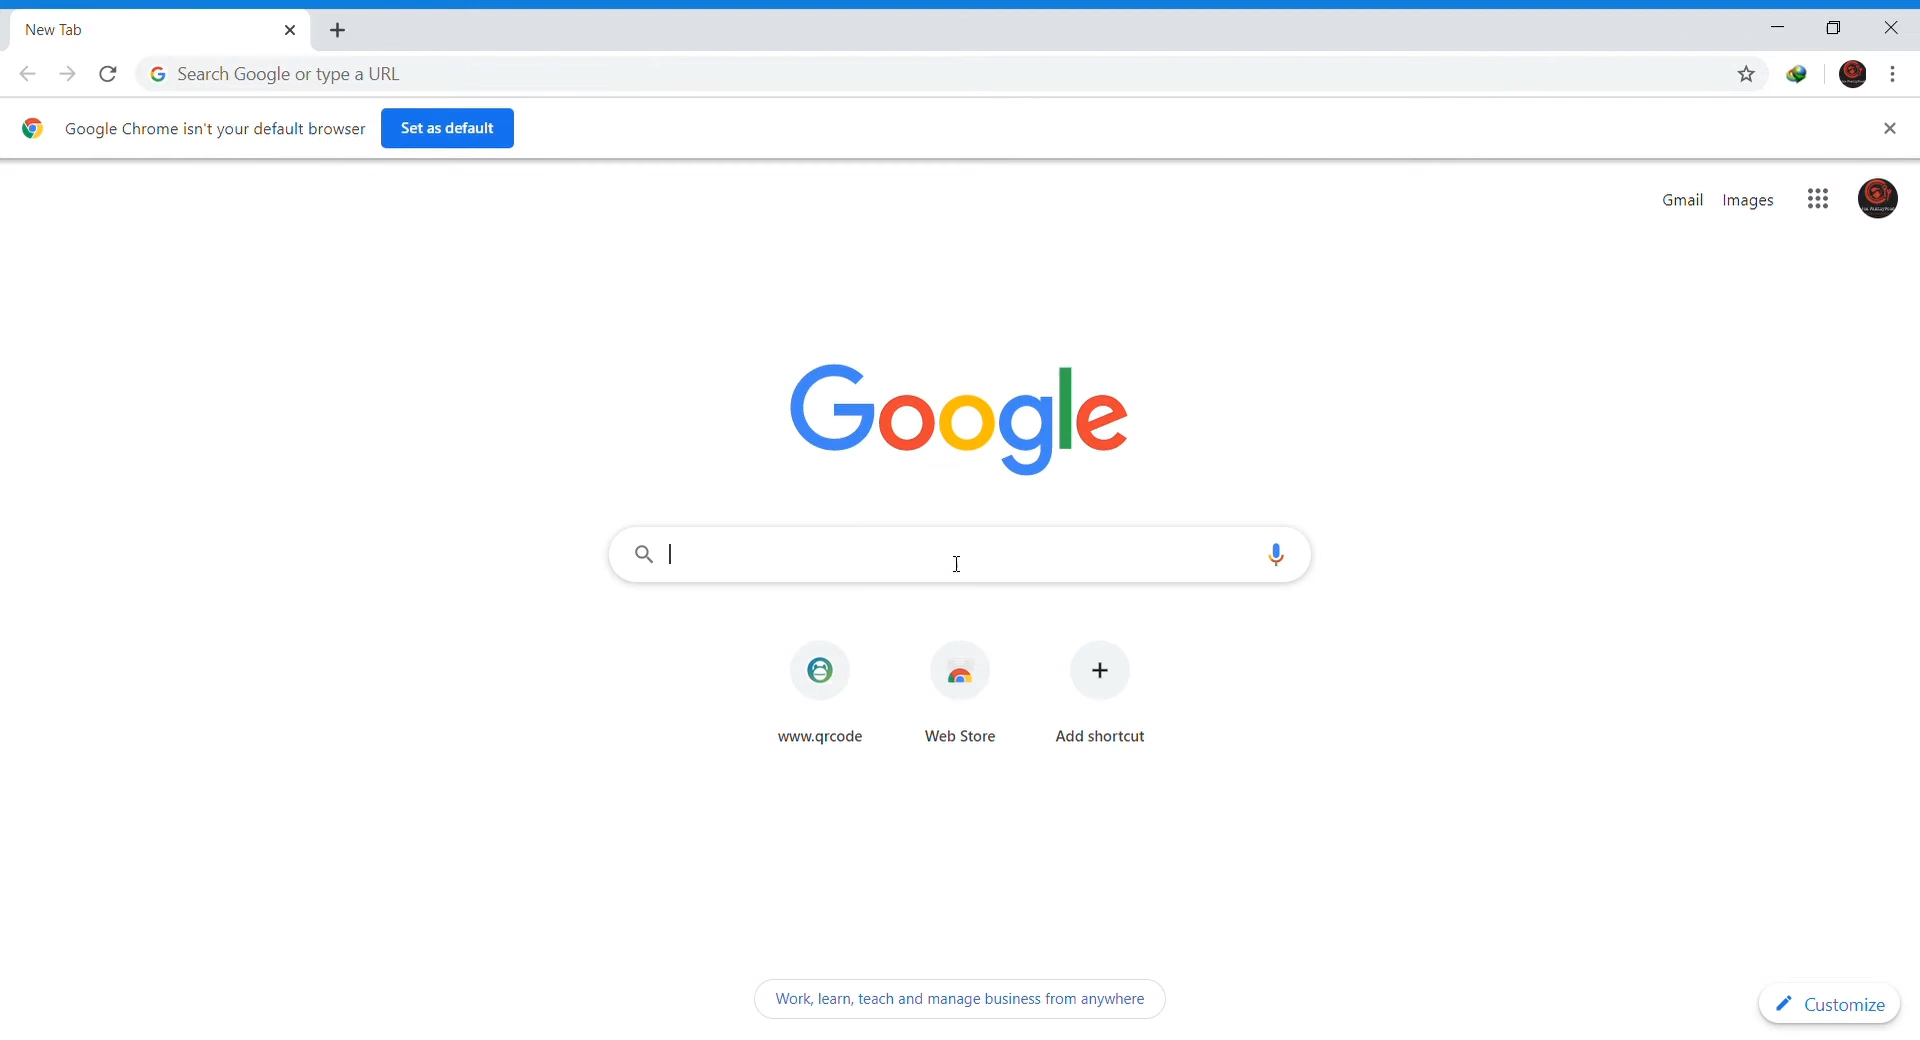 New Tab
Search Google or type a URL
Google Chrome isn't your default browser
Set as default
Gmail
Images
Google
www.qrcode
Web Store
Add shortcut
Work, learn, teach and manage business from anywhere
Customize